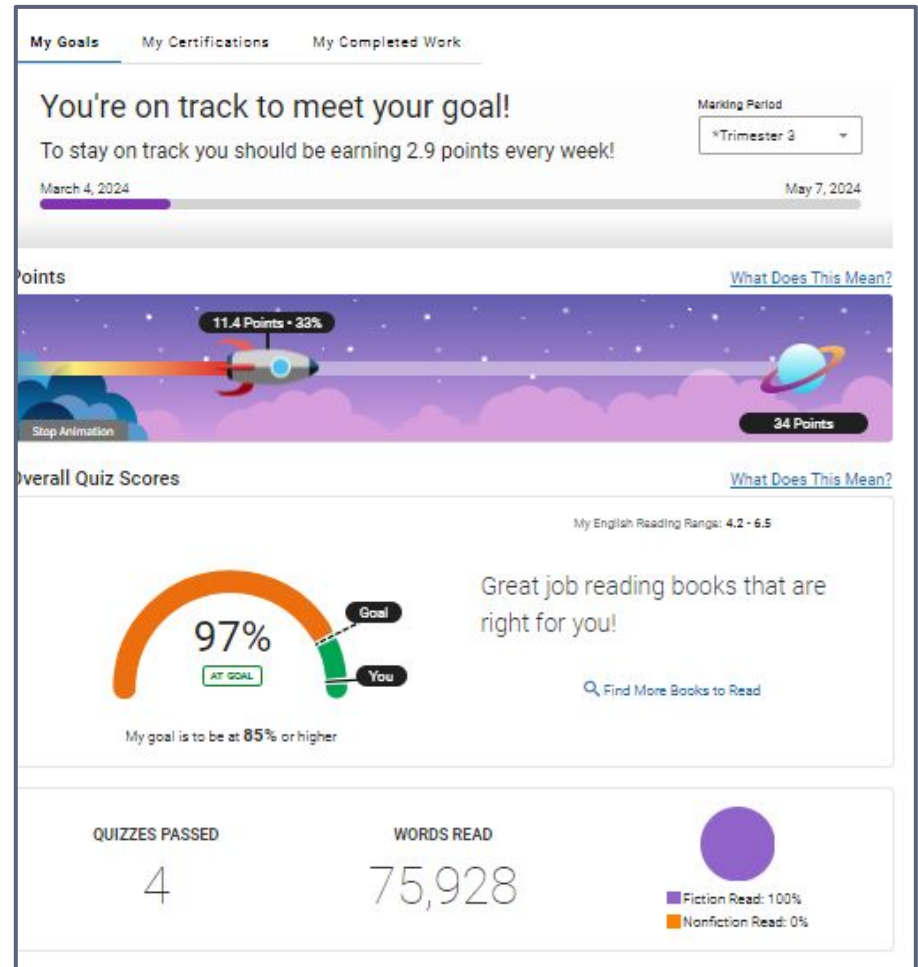 My Goals My Certifications My Completed Work
You're on track to meet your goal!
Marking Period
*Trimester 3
To stay on track you should be earning 2.9 points every week!
March 4, 2024 May 7, 2024
Points What Does This Mean?
11.4 Points - 33%
Stop Animation
34 Points
Overall Quiz Scores What Does This Mean?
My English Reading Range: 4.2 - 6.5
Great job reading books that are
right for you!
97%
Goal
AT GOAL
You
Find More Books to Read
My goal is to be at 85% or higher
QUIZZES PASSED WORDS READ
4 75,928
Fiction Read: 100%
Nonfiction Read: 0%